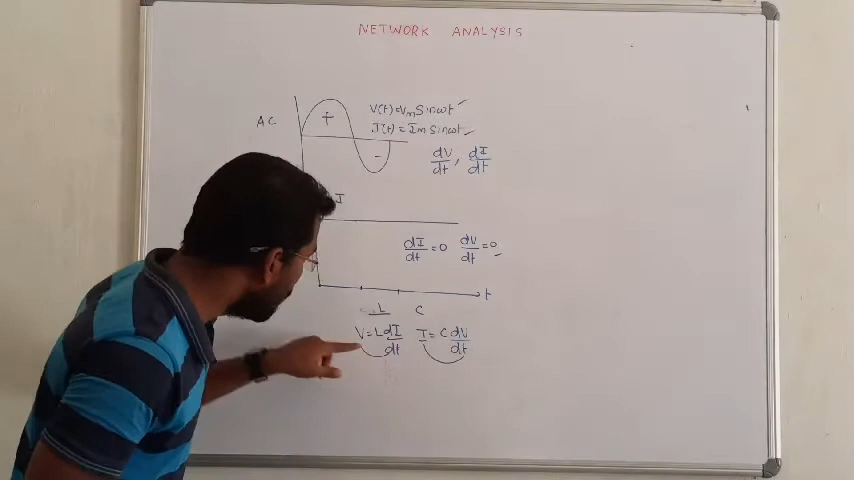 NETWORK ANALYSIS
AC
+
-
V(t)=Vm Sinωt
I(t)=Im Sinωt
dV/dt, dI/dt
I
dI/dt=0 dV/dt=0
t
L C
V=L dI/dt I=C dV/dt